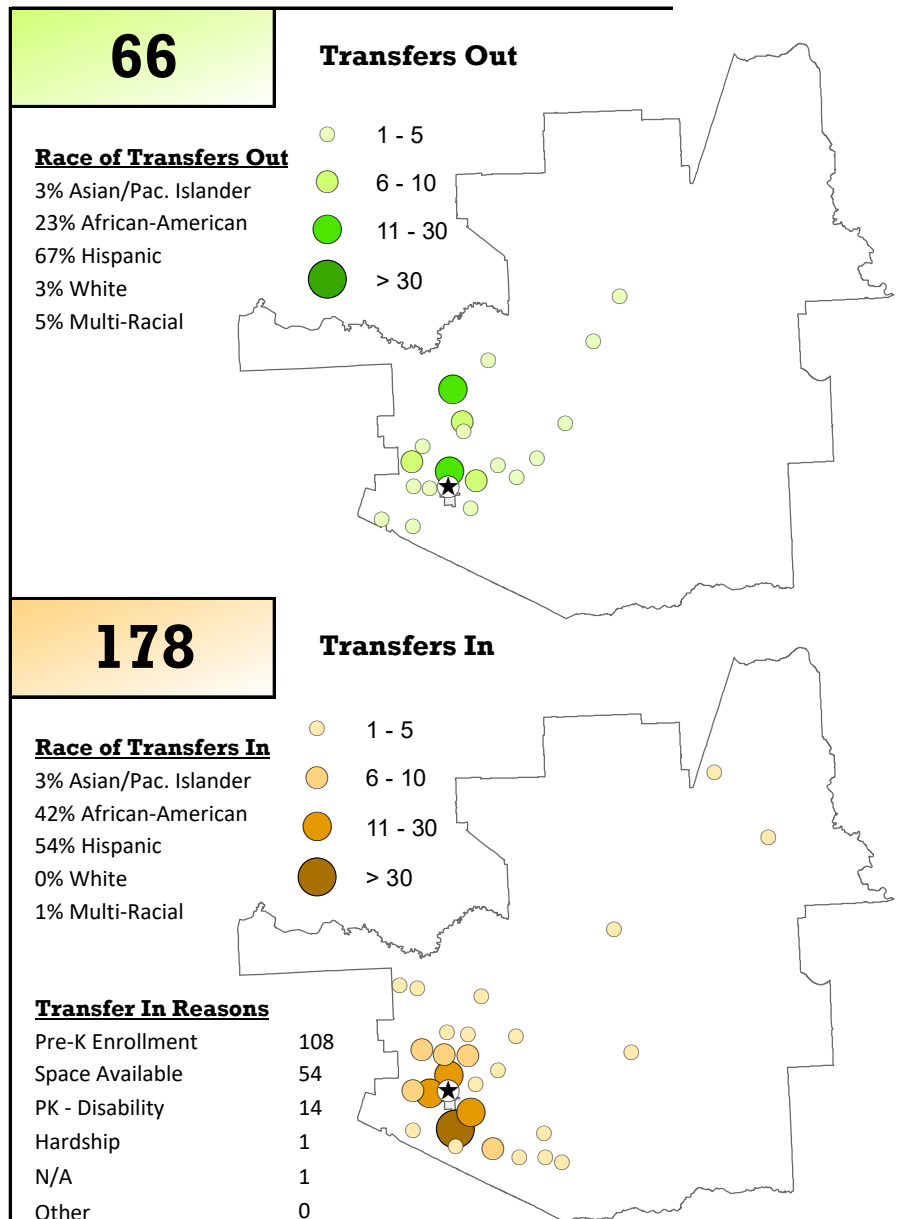 66
Transfers Out
Race of Transfers Out
3% Asian/Pac. Islander
23% African-American
67% Hispanic
3% White
5% Multi-Racial
1 - 5
6 - 10
11 - 30
> 30
178
Transfers In
Race of Transfers In
3% Asian/Pac. Islander
42% African-American
54% Hispanic
0% White
1% Multi-Racial
1 - 5
6 - 10
11 - 30
> 30
Transfer In Reasons
Pre-K Enrollment 108
Space Available 54
PK - Disability 14
Hardship 1
N/A 1
Other 0